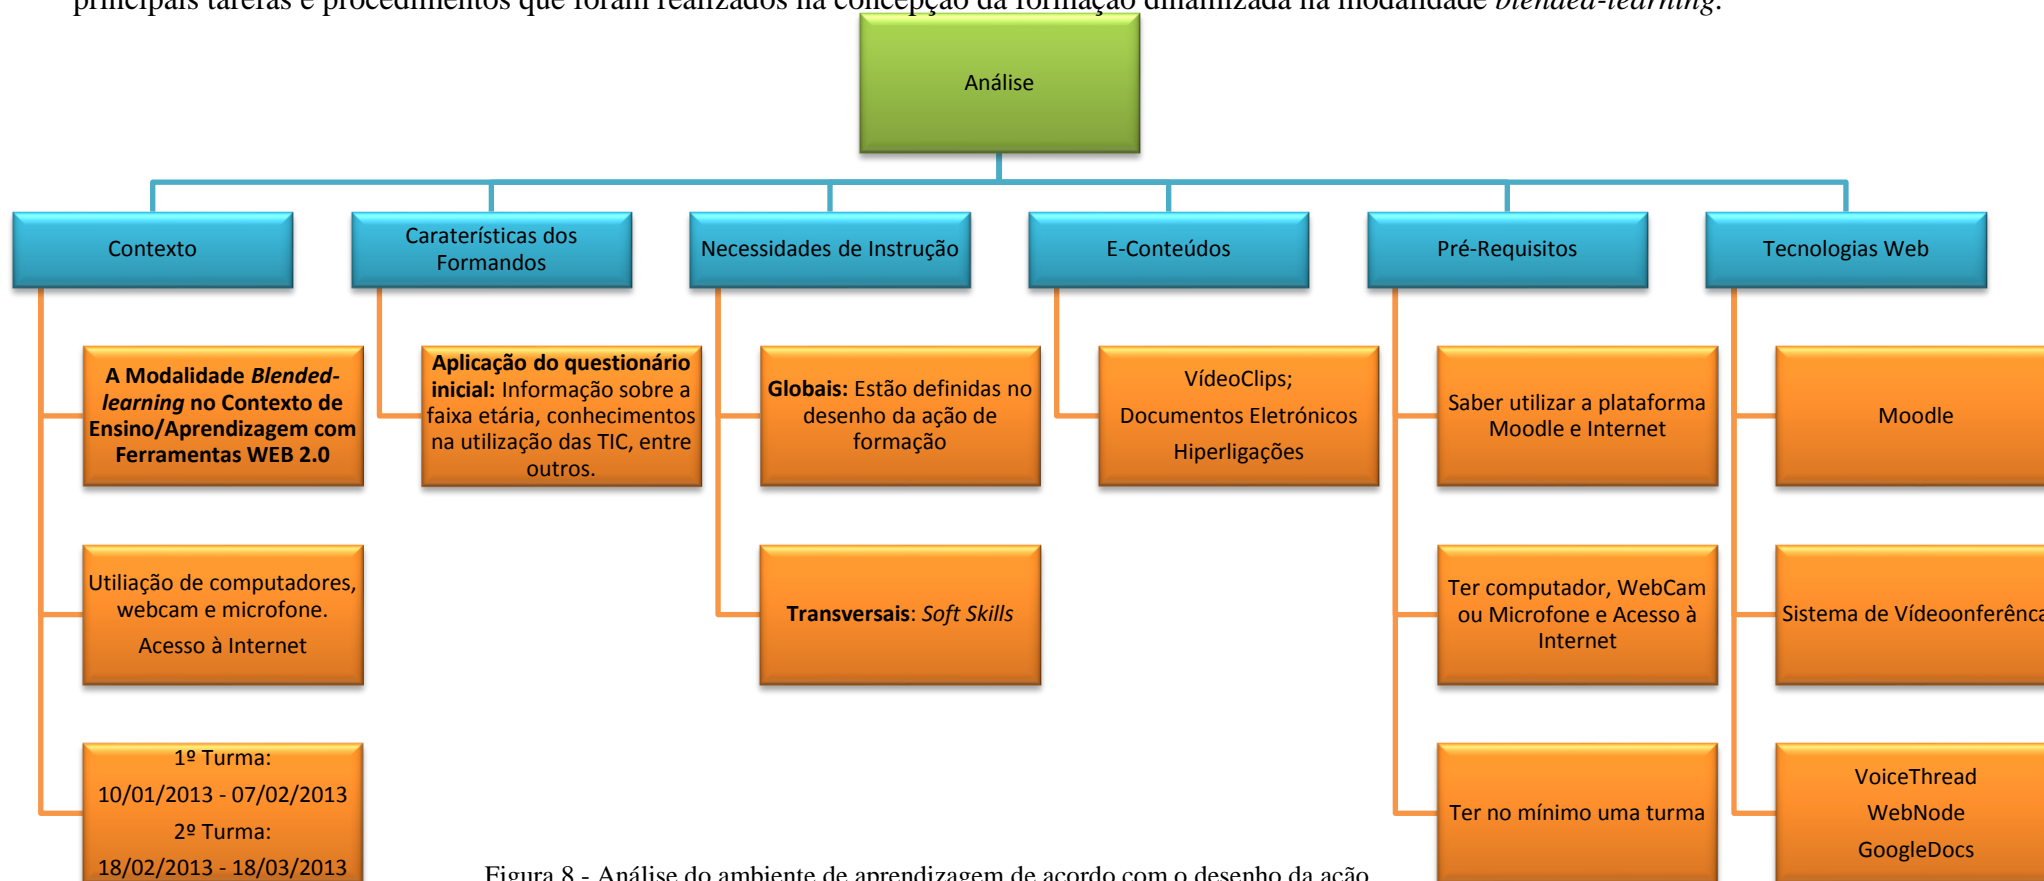 principais tarefas e procedimentos que foram realizados na concepção da formação dinamizada na modalidade blended-learning.
Análise
Contexto
Caraterísticas dos
Formandos
Necessidades de Instrução
E-Conteúdos
Pré-Requisitos
Tecnologias Web
A Modalidade Blended-
learning no Contexto de
Ensino/Aprendizagem com
Ferramentas WEB 2.0
Aplicação do questionário
inicial: Informação sobre a
faixa etária, conhecimentos
na utilização das TIC, entre
outros.
Globais: Estão definidas no
desenho da ação de
formação
VídeoClips;
Documentos Eletrónicos
Hiperligações
Saber utilizar a plataforma
Moodle e Internet
Moodle
Utiliação de computadores,
webcam e microfone.
Acesso à Internet
Transversais: Soft Skills
Ter computador, WebCam
ou Microfone e Acesso à
Internet
Sistema de Vídeoonferênca
1º Turma:
10/01/2013 - 07/02/2013
2º Turma:
18/02/2013 - 18/03/2013
Ter no mínimo uma turma
VoiceThread
WebNode
GoogleDocs
Figura 8 - Análise do ambiente de aprendizagem de acordo com o desenho da ação